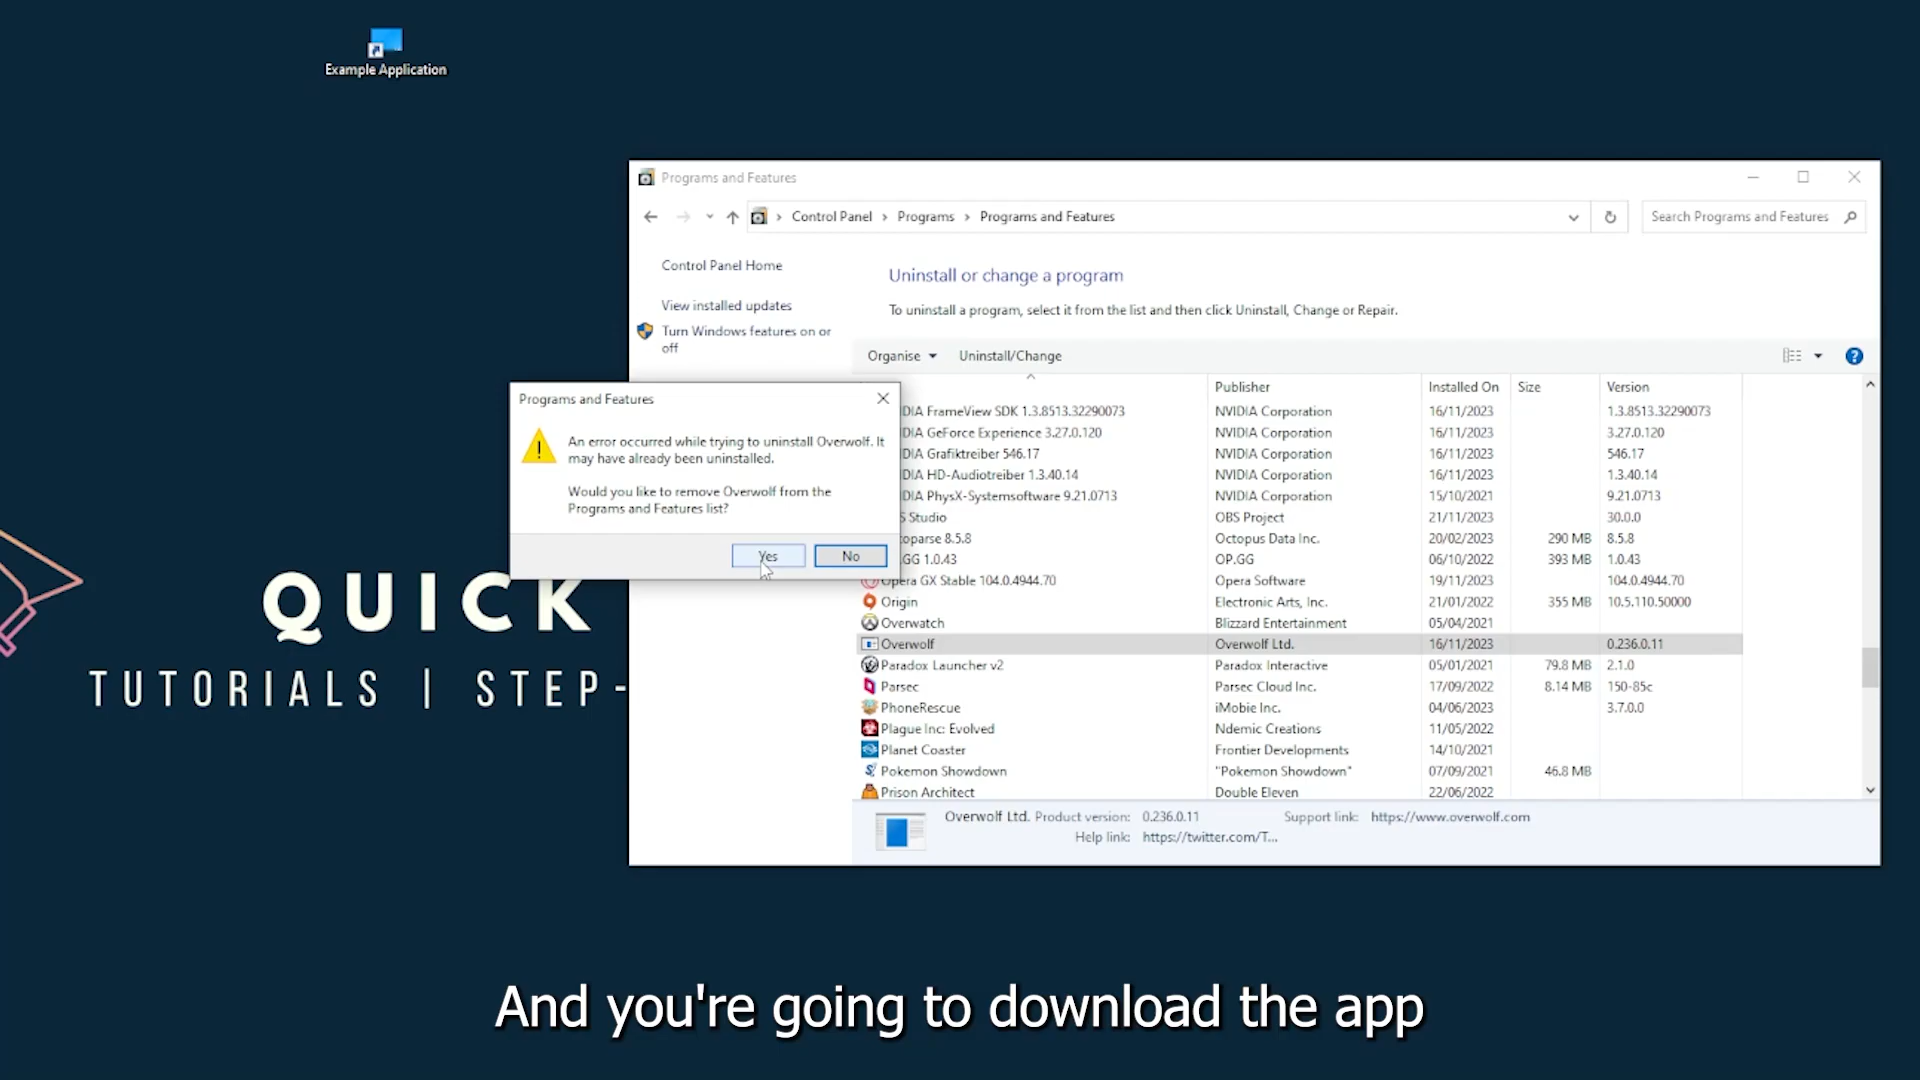 Example Application
Programs and Features
Control Panel > Programs > Programs and Features
Search Programs and Features
Control Panel Home
View installed updates
Turn Windows features on or
off
Uninstall or change a program
To uninstall a program, select it from the list and then click Uninstall, Change or Repair.
Organise Uninstall/Change
Publisher Installed On Size Version
DIA FrameView SDK 1.3.8513.32290073 NVIDIA Corporation 16/11/2023 1.3.8513.32290073
DIA GeForce Experience 3.27.0.120 NVIDIA Corporation 16/11/2023 3.27.0.120
DIA Grafiktreiber 546.17 NVIDIA Corporation 16/11/2023 546.17
DIA HD-Audiotreiber 1.3.40.14 NVIDIA Corporation 16/11/2023 1.3.40.14
DIA PhysX-Systemsoftware 9.21.0713 NVIDIA Corporation 15/10/2021 9.21.0713
S Studio OBS Project 21/11/2023 30.0.0
oparse 8.5.8 Octopus Data Inc. 20/02/2023 290 MB 8.5.8
.GG 1.0.43 OP.GG 06/10/2022 393 MB 1.0.43
Opera GX Stable 104.0.4944.70 Opera Software 19/11/2023 104.0.4944.70
Origin Electronic Arts, Inc. 21/01/2022 355 MB 10.5.110.50000
Overwatch Blizzard Entertainment 05/04/2021
Overwolf Overwolf Ltd. 16/11/2023 0.236.0.11
Paradox Launcher v2 Paradox Interactive 05/01/2021 79.8 MB 2.1.0
Parsec Parsec Cloud Inc. 17/09/2022 8.14 MB 150-85c
PhoneRescue iMobie Inc. 04/06/2023 3.7.0.0
Plague Inc: Evolved Ndemic Creations 11/05/2022
Planet Coaster Frontier Developments 14/10/2021
Pokemon Showdown "Pokemon Showdown" 07/09/2021 46.8 MB
Prison Architect Double Eleven 22/06/2022
Overwolf Ltd. Product version: 0.236.0.11 Support link: https://www.overwolf.com
Help link: https://twitter.com/T...
Programs and Features
An error occurred while trying to uninstall Overwolf. It
may have already been uninstalled.
Would you like to remove Overwolf from the
Programs and Features list?
Yes No
QUICK
TUTORIALS | STEP-
And you're going to download the app